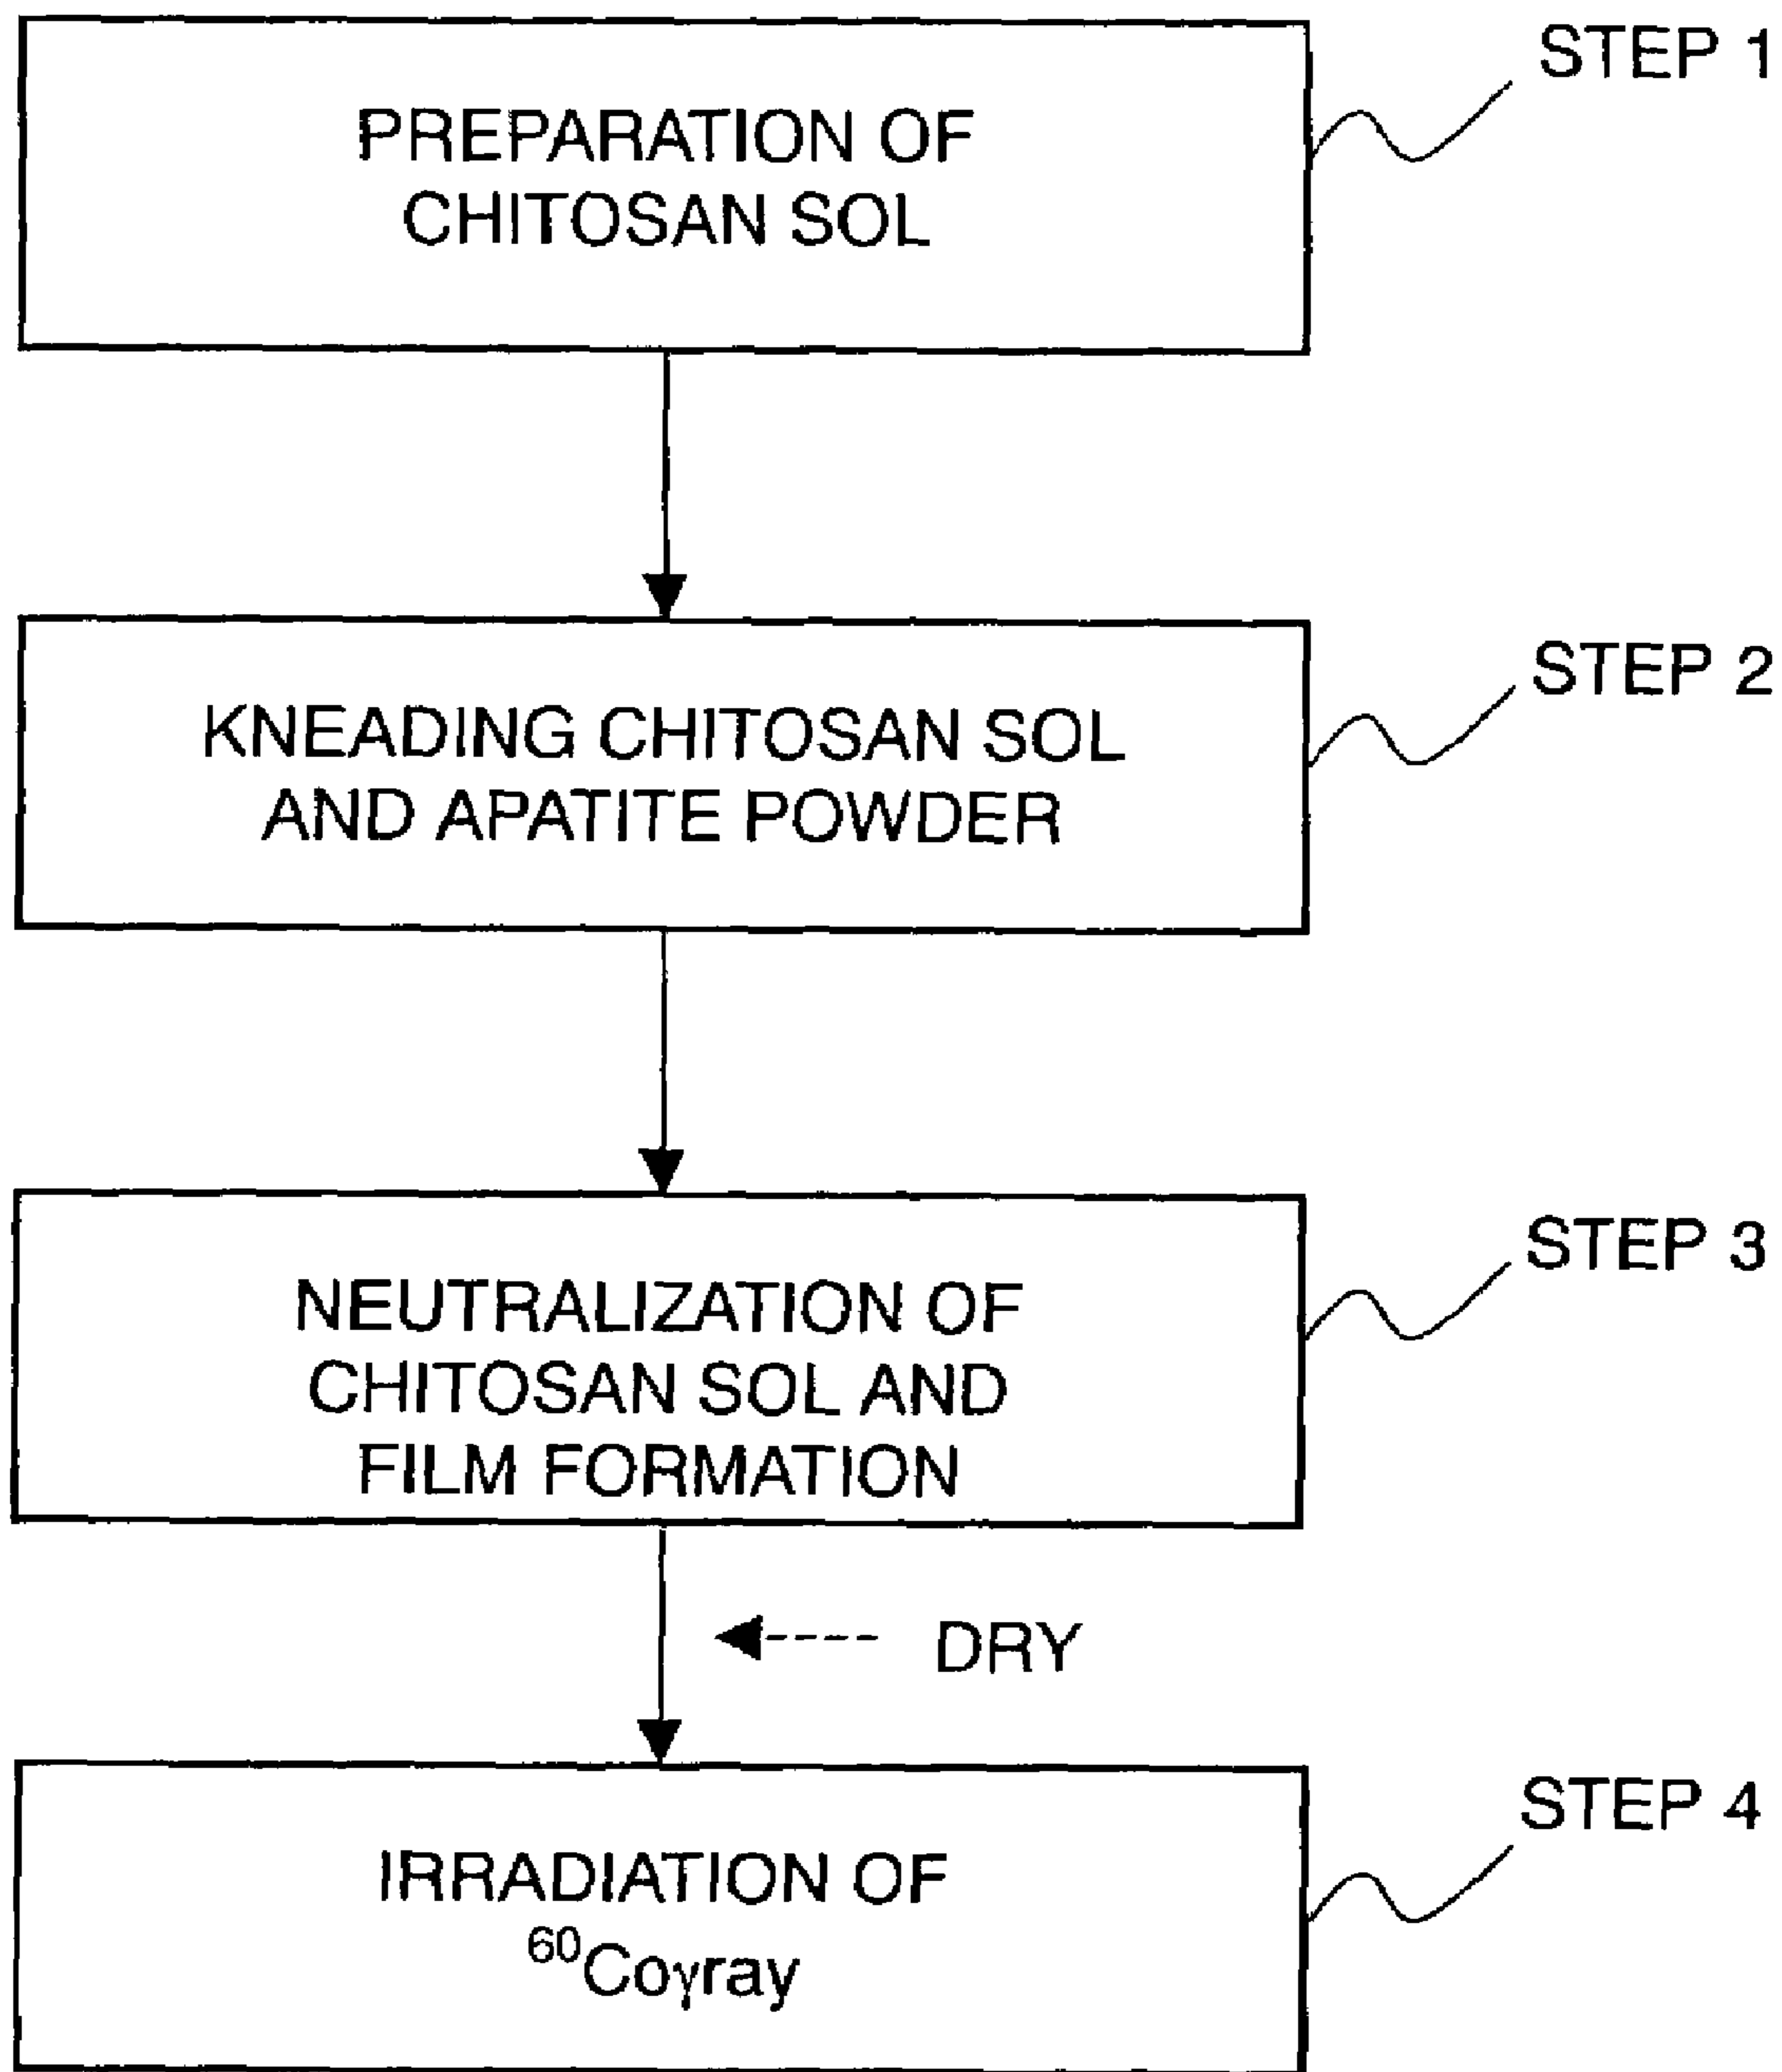 STEP 1
PREPARATION OF
CHITOSAN SOL
STEP 2
KNEADING CHITOSAN SOL
AND APATITE POWDER
STEP 3
NEUTRALIZATION OF
CHITOSAN SOL AND
FILM FORMATION
DRY
STEP 4
IRRADIATION OF
⁶⁰Coγray